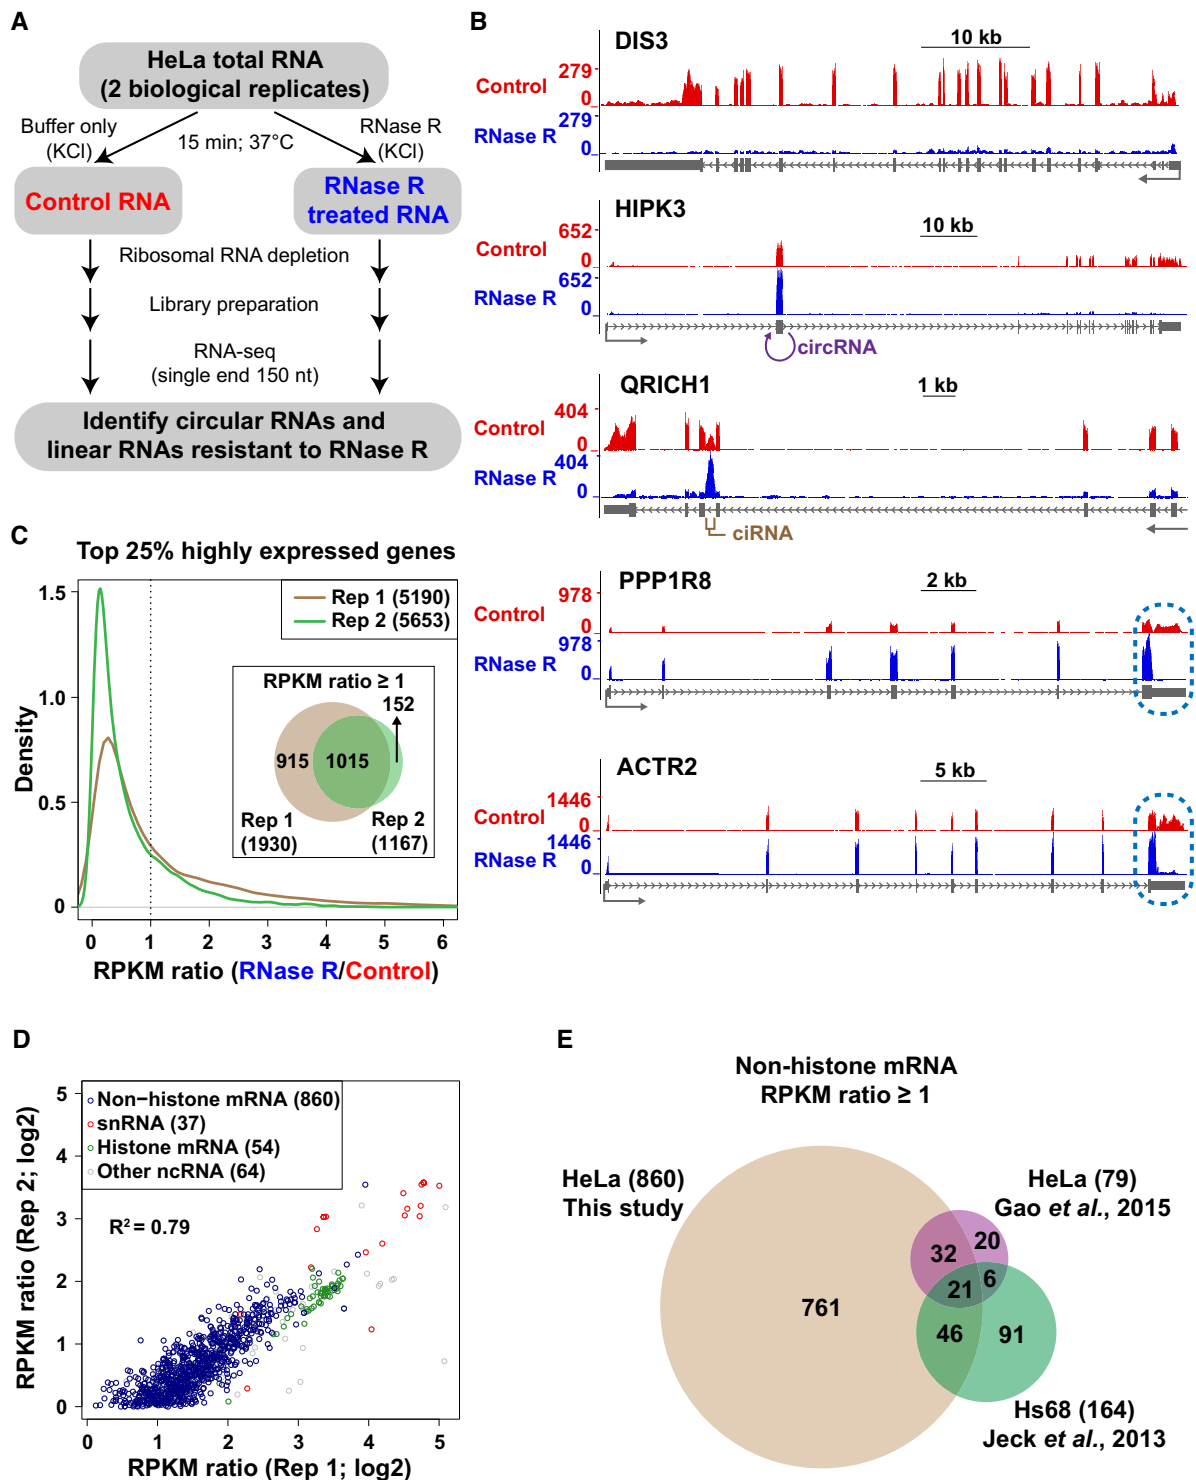 A
HeLa total RNA
(2 biological replicates)
Buffer only
(KCl)
15 min; 37°C
RNase R
(KCl)
Control RNA
RNase R
treated RNA
Ribosomal RNA depletion
Library preparation
RNA-seq
(single end 150 nt)
Identify circular RNAs and
linear RNAs resistant to RNase R
B
DIS3
10 kb
Control
279
0
RNase R
279
0
HIPK3
10 kb
Control
652
0
RNase R
652
0
circRNA
QRICH1
1 kb
Control
404
0
RNase R
404
0
ciRNA
PPP1R8
2 kb
Control
978
0
RNase R
978
0
ACTR2
5 kb
Control
1446
0
RNase R
1446
0
C
Top 25% highly expressed genes
Rep 1 (5190)
Rep 2 (5653)
RPKM ratio ≥ 1
152
915
1015
Rep 1
(1930)
Rep 2
(1167)
Density
1.5
1.0
0.5
0
0 1 2 3 4 5 6
RPKM ratio (RNase R/Control)
D
Non−histone mRNA (860)
snRNA (37)
Histone mRNA (54)
Other ncRNA (64)
R² = 0.79
RPKM ratio (Rep 2; log2)
5
4
3
2
1
0
0 1 2 3 4 5
RPKM ratio (Rep 1; log2)
E
Non-histone mRNA
RPKM ratio ≥ 1
HeLa (860)
This study
HeLa (79)
Gao et al., 2015
32
20
21
6
761
46
91
Hs68 (164)
Jeck et al., 2013